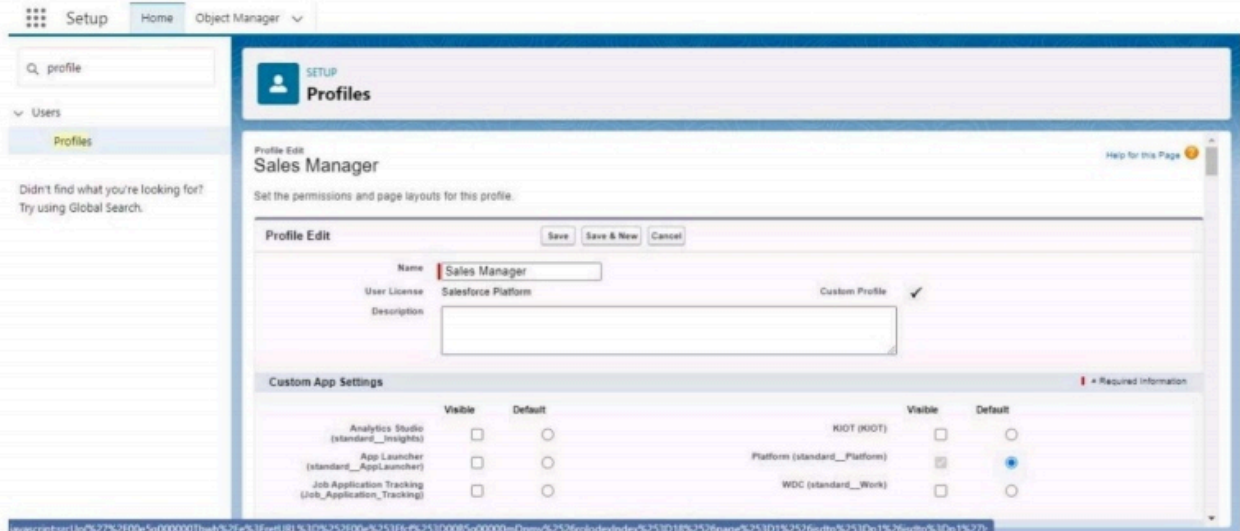 Setup Home Object Manager
profile
Users
Profiles
Didn't find what you're looking for?
Try using Global Search.
SETUP
Profiles
Profile Edit
Sales Manager
Help for this Page
Set the permissions and page layouts for this profile.
Profile Edit Save Save & New Cancel
Name Sales Manager
User License Salesforce Platform Custom Profile
Description
Custom App Settings = Required Information
Visible Default Visible Default
Analytics Studio
(standard__Insights)
KIOT (KIOT)
App Launcher
(standard__AppLauncher)
Platform (standard__Platform)
Job Application Tracking
(Job_Application_Tracking)
WDC (standard__Work)